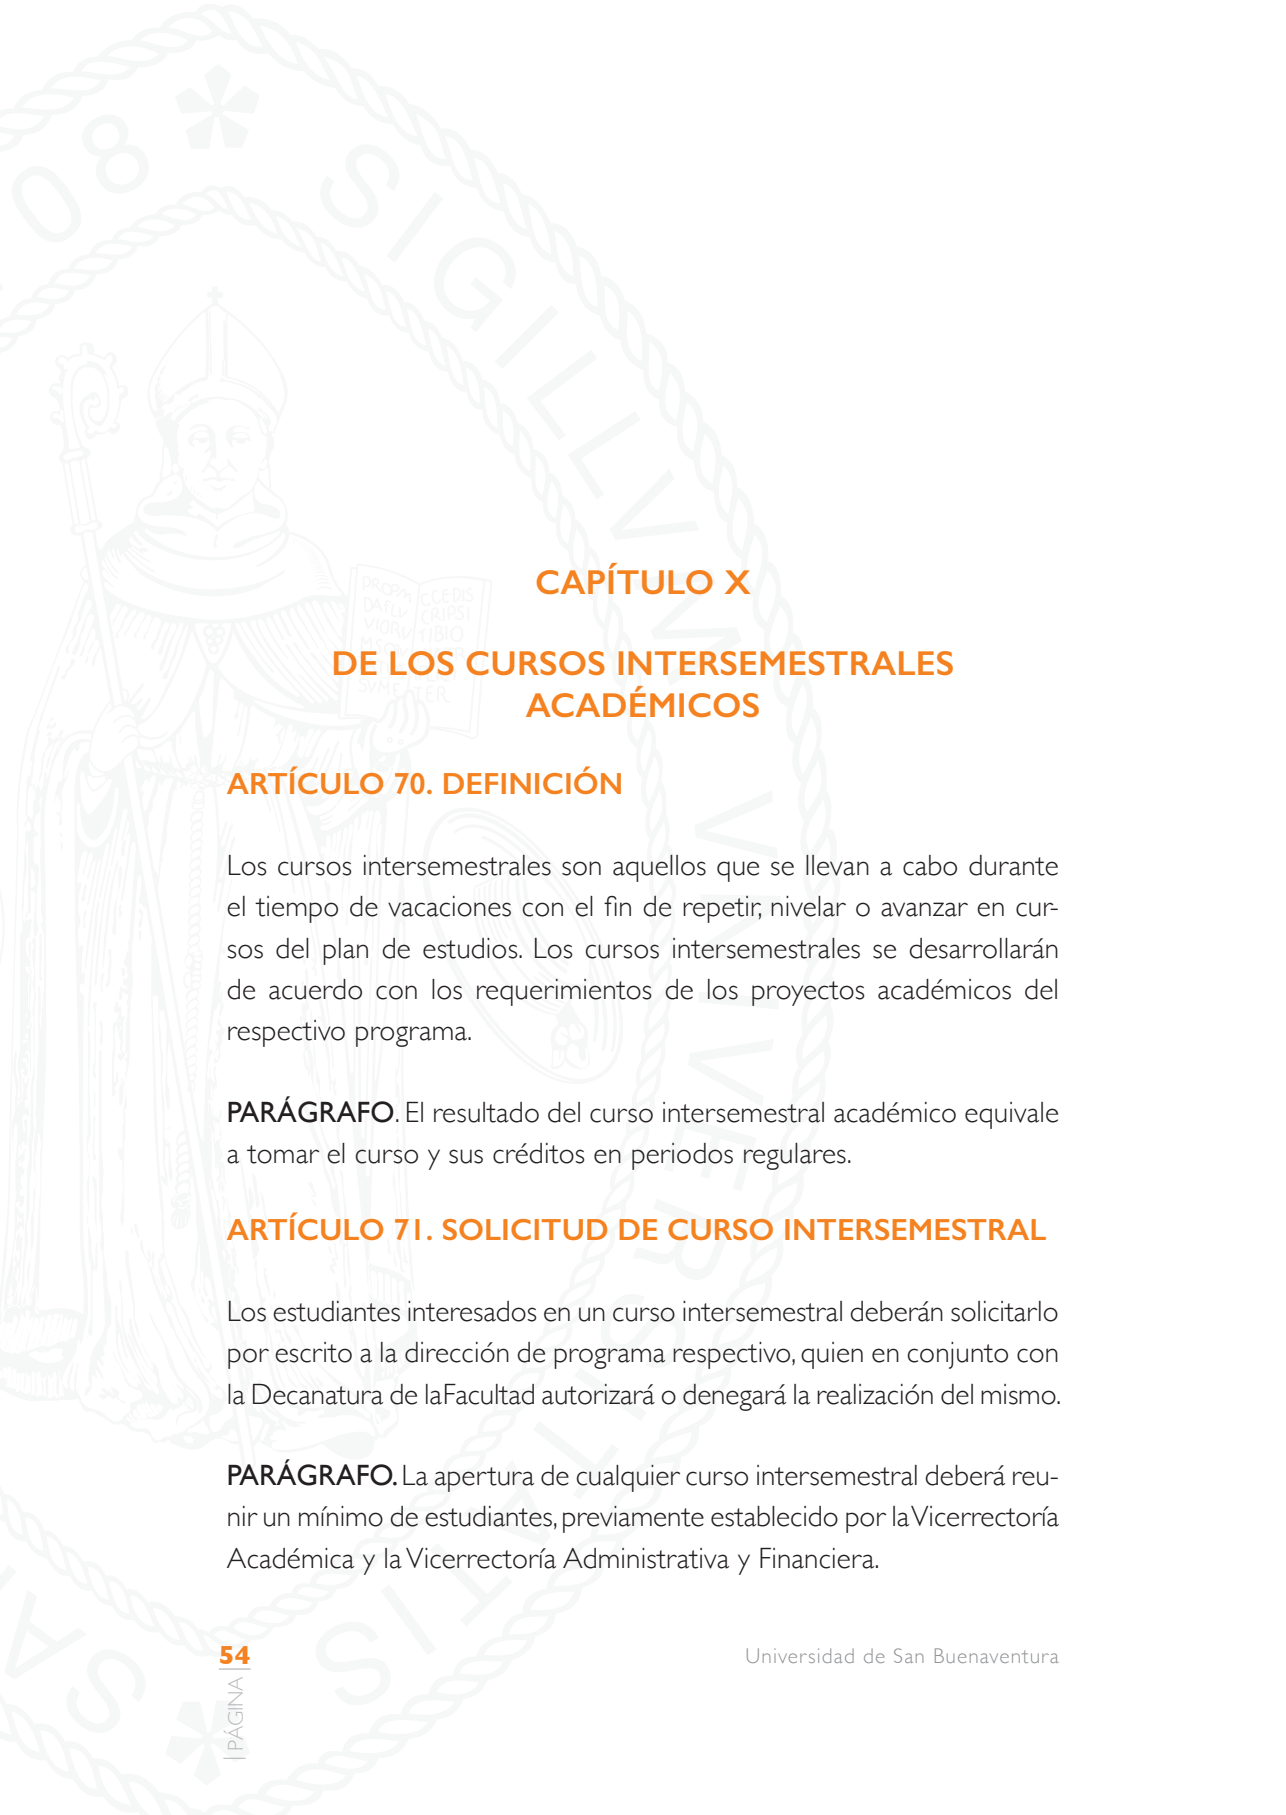 CAPÍTULO X
DE LOS CURSOS INTERSEMESTRALES
ACADÉMICOS
ARTÍCULO 70. DEFINICIÓN
Los cursos intersemestrales son aquellos que se llevan a cabo durante
el tiempo de vacaciones con el fin de repetir, nivelar o avanzar en cur-
sos del plan de estudios. Los cursos intersemestrales se desarrollarán
de acuerdo con los requerimientos de los proyectos académicos del
respectivo programa.
PARÁGRAFO. El resultado del curso intersemestral académico equivale
a tomar el curso y sus créditos en periodos regulares.
ARTÍCULO 71. SOLICITUD DE CURSO INTERSEMESTRAL
Los estudiantes interesados en un curso intersemestral deberán solicitarlo
por escrito a la dirección de programa respectivo, quien en conjunto con
la Decanatura de laFacultad autorizará o denegará la realización del mismo.
PARÁGRAFO. La apertura de cualquier curso intersemestral deberá reu-
nir un mínimo de estudiantes, previamente establecido por la Vicerrectoría
Académica y la Vicerrectoría Administrativa y Financiera.
54
Universidad de San Buenaventura
| PÁGINA |
08 * SIGILLVM VNIVERSITATIS * SA